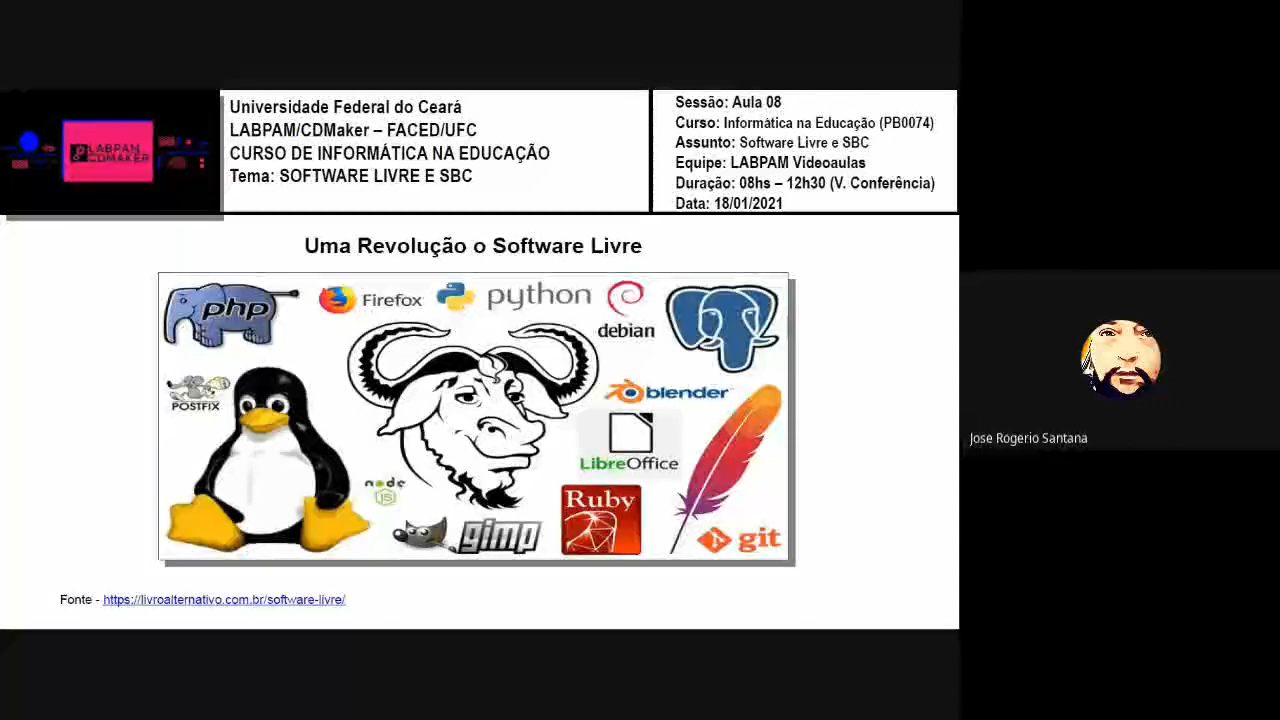 LABPAN
CDMAKER
Universidade Federal do Ceará
LABPAM/CDMaker – FACED/UFC
CURSO DE INFORMÁTICA NA EDUCAÇÃO
Tema: SOFTWARE LIVRE E SBC
Sessão: Aula 08
Curso: Informática na Educação (PB0074)
Assunto: Software Livre e SBC
Equipe: LABPAM Videoaulas
Duração: 08hs – 12h30 (V. Conferência)
Data: 18/01/2021
Uma Revolução o Software Livre
php
Firefox
python
debian
POSTFIX
blender
LibreOffice
node
JS
gimp
Ruby
git
Fonte - https://livroalternativo.com.br/software-livre/
Jose Rogerio Santana